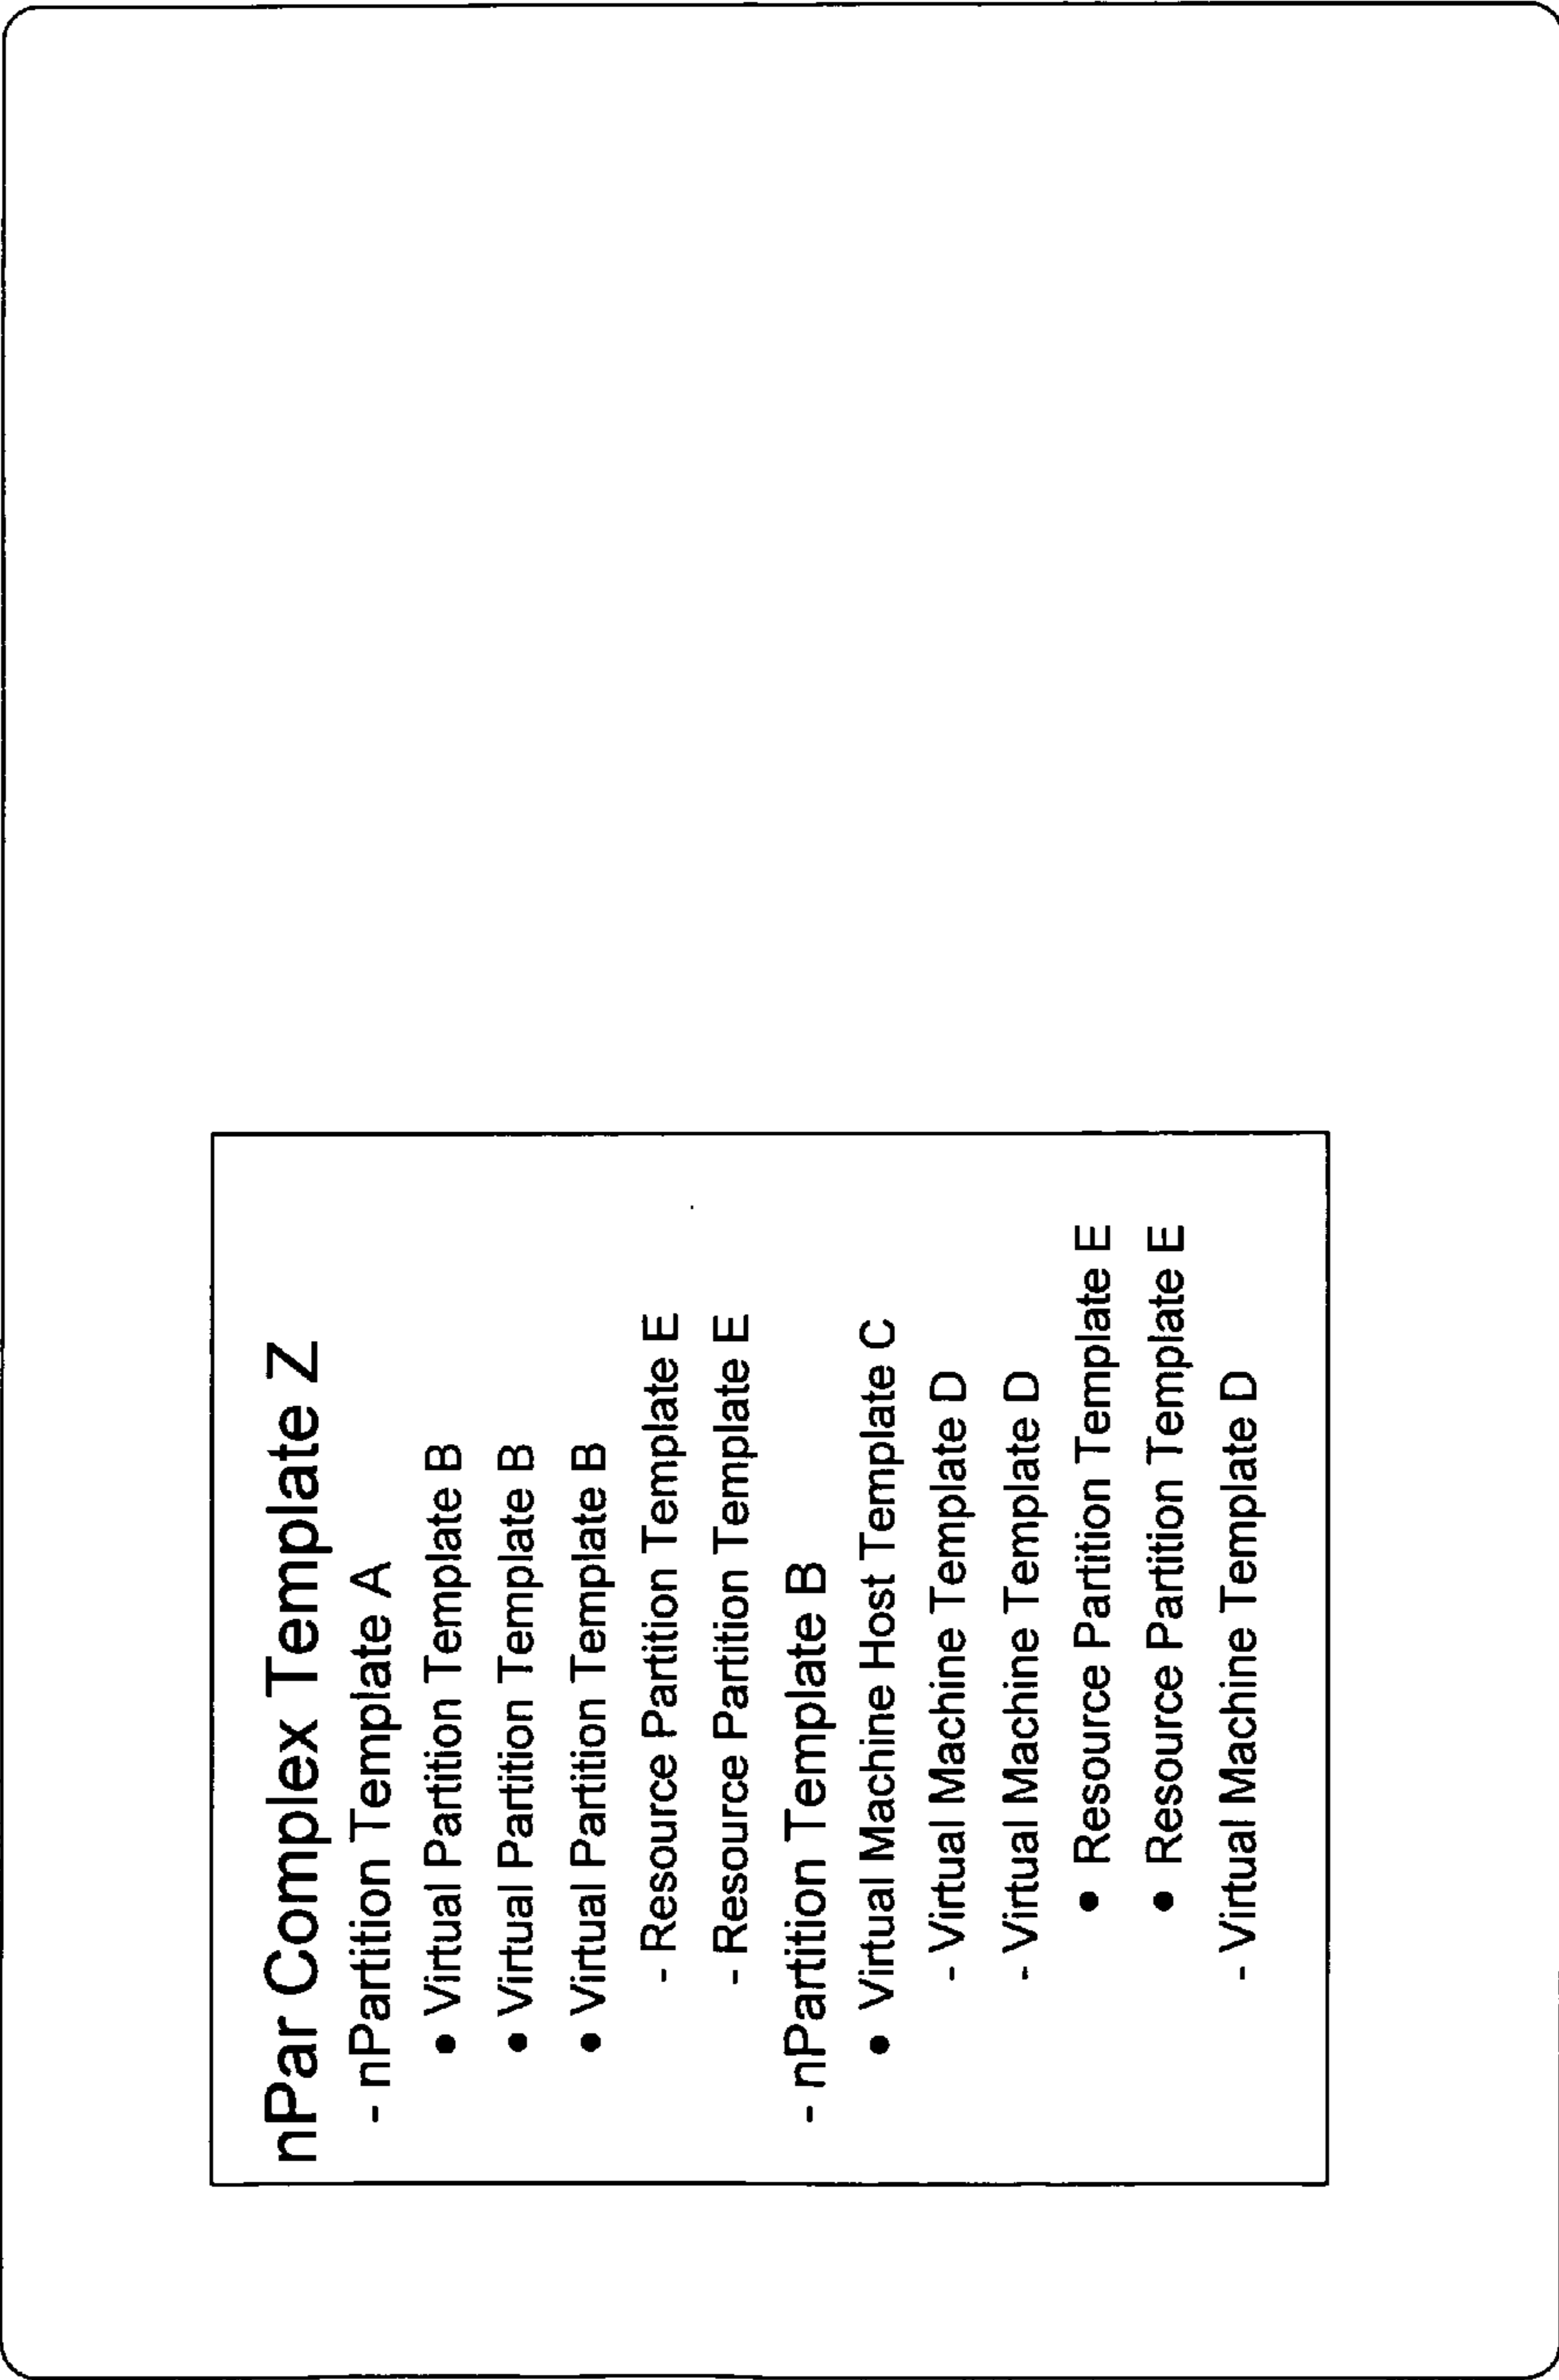 nPar Complex Template Z
- nPartition Template A
• Virtual Partition Template B
• Virtual Partition Template B
• Virtual Partition Template B
- Resource Partition Template E
- Resource Partition Template E
- nPartition Template B
• Virtual Machine Host Template C
- Virtual Machine Template D
- Virtual Machine Template D
• Resource Partition Template E
• Resource Partition Template E
- Virtual Machine Template D